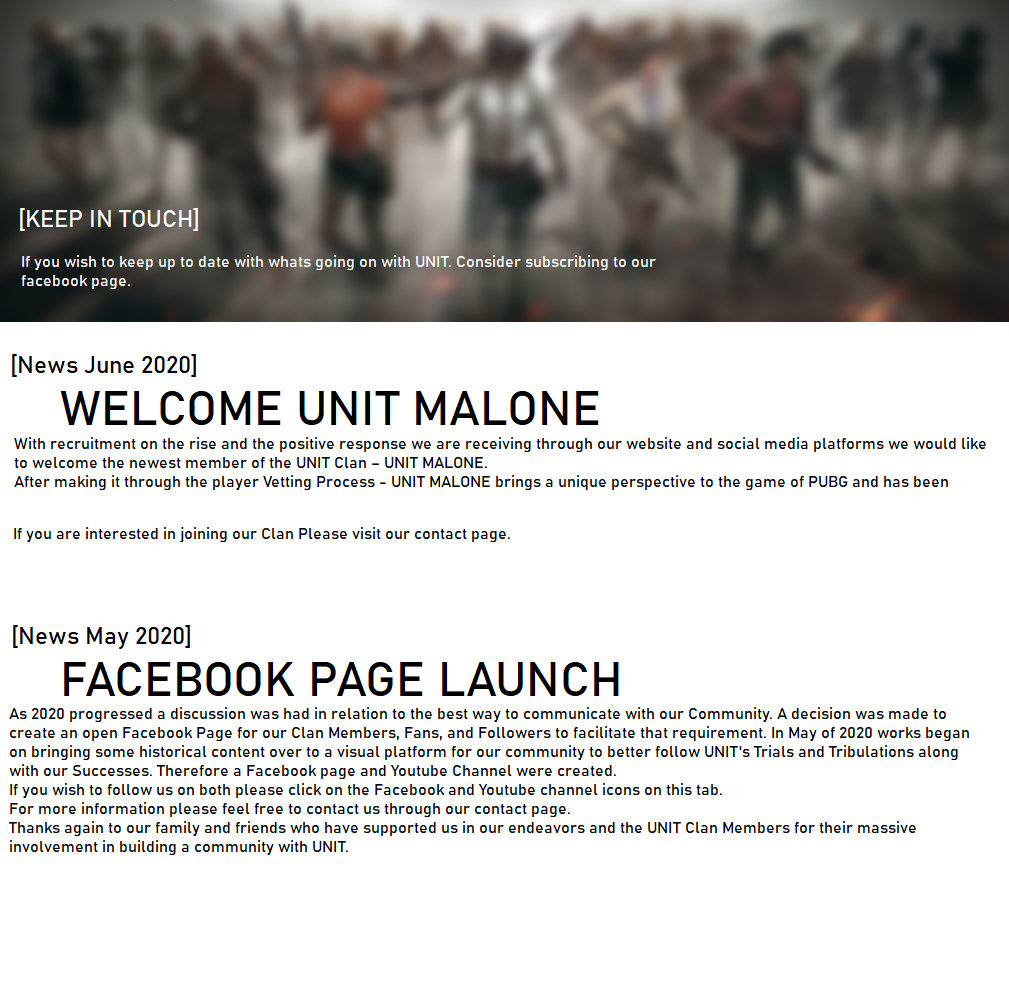 [KEEP IN TOUCH]
If you wish to keep up to date with whats going on with UNIT. Consider subscribing to our
facebook page.
[News June 2020]
WELCOME UNIT MALONE
With recruitment on the rise and the positive response we are receiving through our website and social media platforms we would like
to welcome the newest member of the UNIT Clan – UNIT MALONE.
After making it through the player Vetting Process - UNIT MALONE brings a unique perspective to the game of PUBG and has been
If you are interested in joining our Clan Please visit our contact page.
[News May 2020]
FACEBOOK PAGE LAUNCH
As 2020 progressed a discussion was had in relation to the best way to communicate with our Community. A decision was made to
create an open Facebook Page for our Clan Members, Fans, and Followers to facilitate that requirement. In May of 2020 works began
on bringing some historical content over to a visual platform for our community to better follow UNIT's Trials and Tribulations along
with our Successes. Therefore a Facebook page and Youtube Channel were created.
If you wish to follow us on both please click on the Facebook and Youtube channel icons on this tab.
For more information please feel free to contact us through our contact page.
Thanks again to our family and friends who have supported us in our endeavors and the UNIT Clan Members for their massive
involvement in building a community with UNIT.